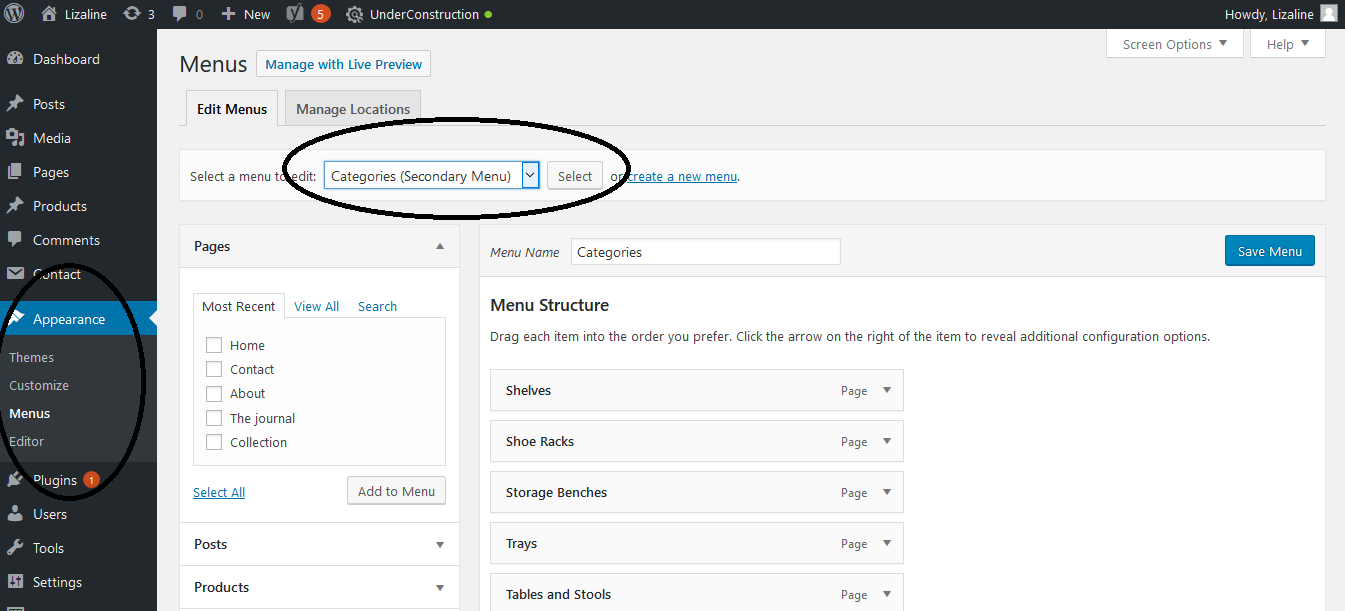 Lizaline 3 0 New 5 UnderConstruction Howdy, Lizaline
Dashboard
Posts
Media
Pages
Products
Comments
Contact
Appearance
Themes
Customize
Menus
Editor
Plugins 1
Users
Tools
Settings
Screen Options Help
Menus Manage with Live Preview
Edit Menus Manage Locations
Select a menu to edit: Categories (Secondary Menu) Select or create a new menu.
Pages
Most Recent View All Search
Home
Contact
About
The journal
Collection
Select All Add to Menu
Posts
Products
Menu Name Categories Save Menu
Menu Structure
Drag each item into the order you prefer. Click the arrow on the right of the item to reveal additional configuration options.
Shelves Page
Shoe Racks Page
Storage Benches Page
Trays Page
Tables and Stools Page